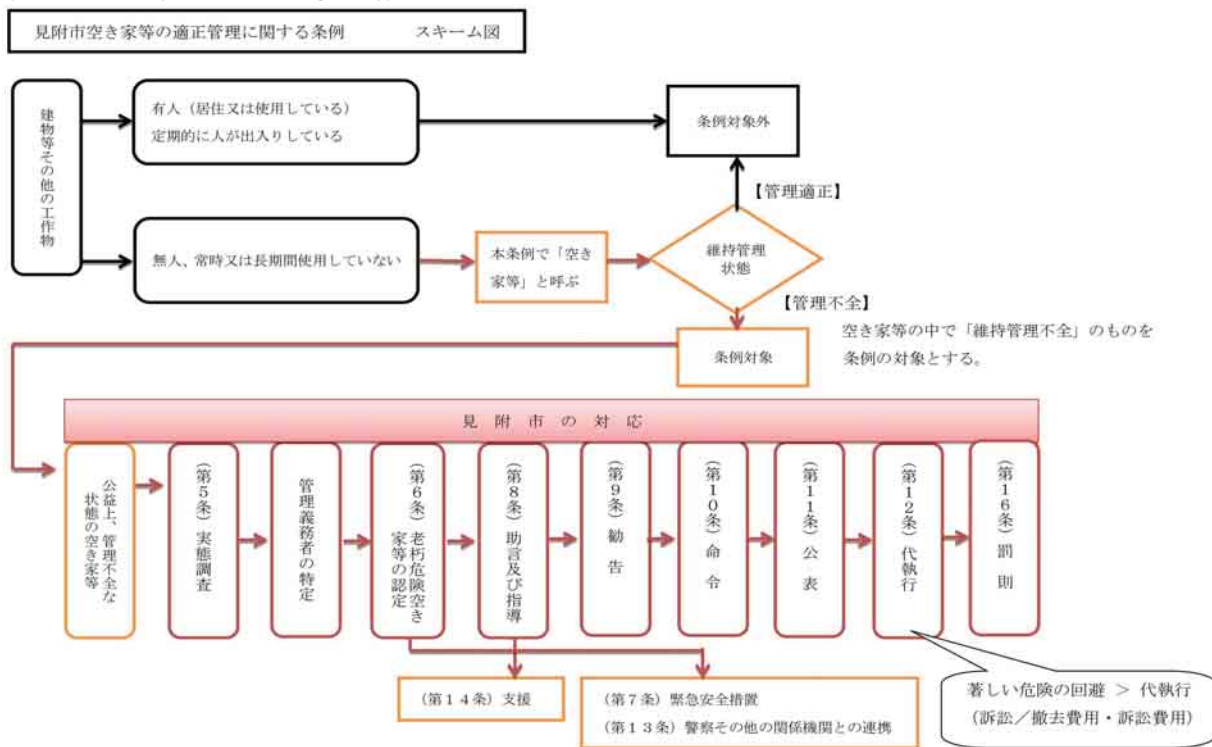 見附市空き家等の適正管理に関する条例　　　スキーム図
建物等その他の工作物
有人（居住又は使用している）
定期的に人が出入りしている
条例対象外
【管理適正】
無人、常時又は長期間使用していない
本条例で「空き
家等」と呼ぶ
維持管理
状態
【管理不全】
空き家等の中で「維持管理不全」のものを
条例の対象とする。
条例対象
見　附　市　の　対　応
公益上、管理不全な
状態の空き家等
（第５条）実態調査
管理義務者の特定
（第６条）老朽危険空き
家等の認定
（第８条）助言及び指導
（第９条）勧　告
（第１０条）命　令
（第１１条）公　表
（第１２条）代執行
（第１６条）罰　則
（第１４条）支援
（第７条）緊急安全措置
（第１３条）警察その他の関係機関との連携
著しい危険の回避 ＞ 代執行
（訴訟／撤去費用・訴訟費用）